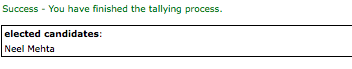 Success - You have finished the tallying process.
elected candidates:
Neel Mehta